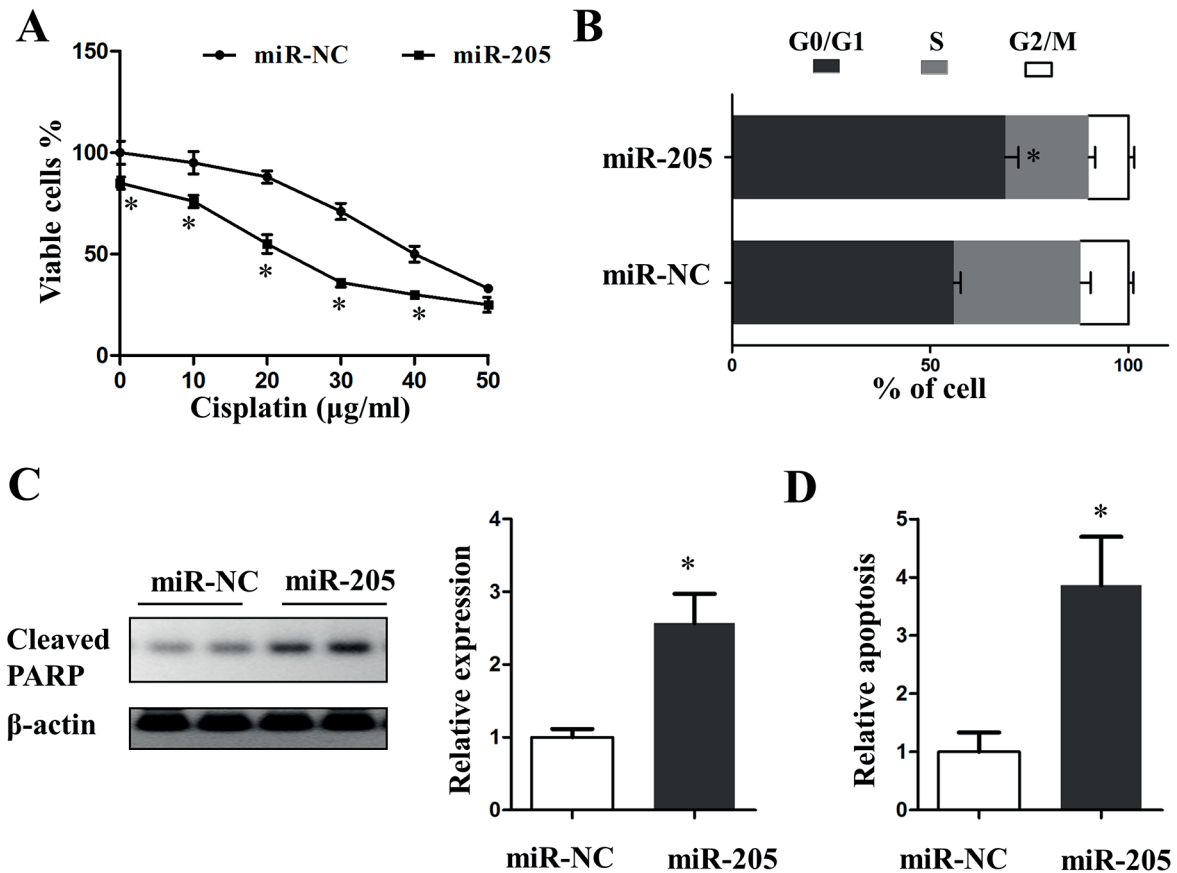 A
miR-NC
miR-205
150
100
50
0
Viable cells %
*
*
*
*
*
0 10 20 30 40 50
Cisplatin (µg/ml)
B
G0/G1 S G2/M
miR-205
*
miR-NC
0 50 100
% of cell
C
miR-NC miR-205
Cleaved
PARP
β-actin
Relative expression
4
3
2
1
0
*
miR-NC miR-205
D
Relative apoptosis
5
4
3
2
1
0
*
miR-NC miR-205